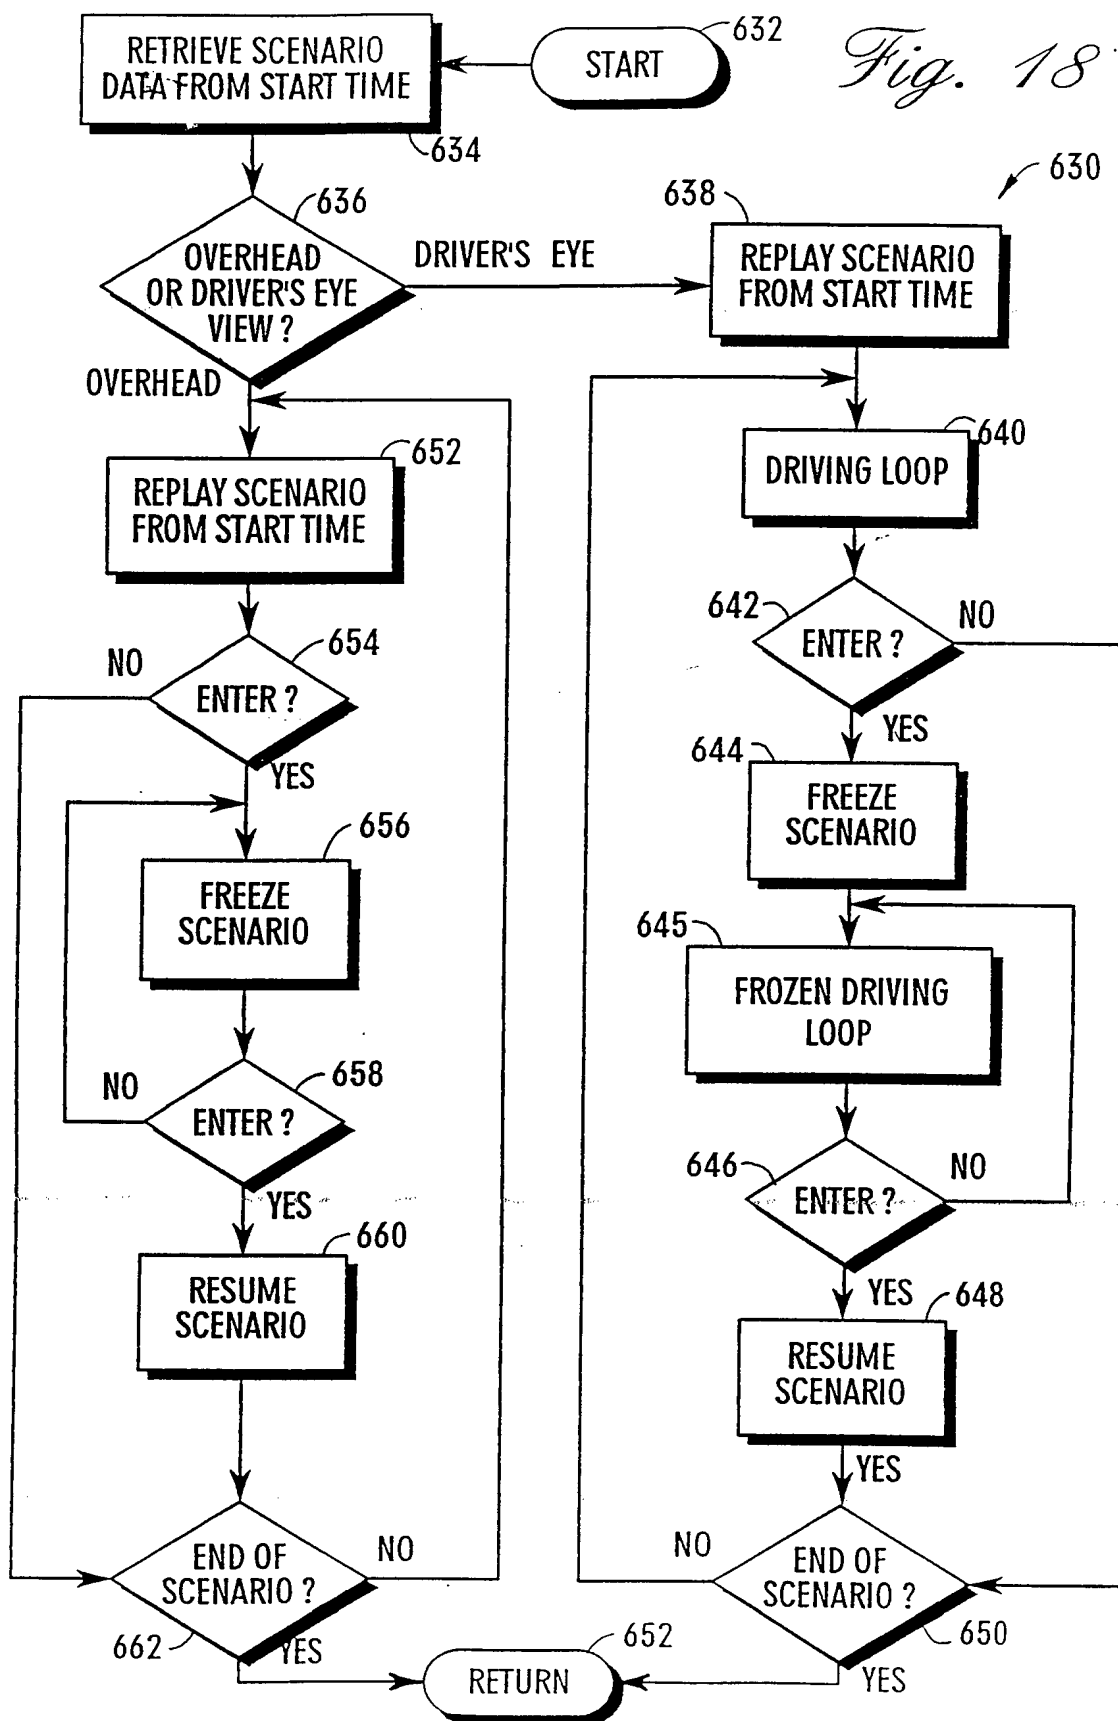 Fig. 18
630
START
632
RETRIEVE SCENARIO
DATA FROM START TIME
634
636
OVERHEAD
OR DRIVER'S EYE
VIEW ?
DRIVER'S EYE
OVERHEAD
638
REPLAY SCENARIO
FROM START TIME
640
DRIVING LOOP
642
ENTER ?
NO
YES
644
FREEZE
SCENARIO
645
FROZEN DRIVING
LOOP
646
ENTER ?
NO
YES
648
RESUME
SCENARIO
YES
END OF
SCENARIO ?
NO
650
YES
652
REPLAY SCENARIO
FROM START TIME
654
NO
ENTER ?
YES
656
FREEZE
SCENARIO
658
NO
ENTER ?
YES
660
RESUME
SCENARIO
END OF
SCENARIO ?
NO
662
YES
652
RETURN